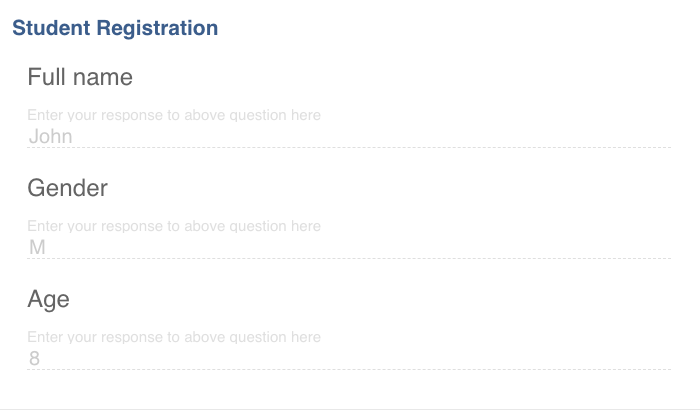 Student Registration
Full name
Enter your response to above question here
John
Gender
Enter your response to above question here
M
Age
Enter your response to above question here
8